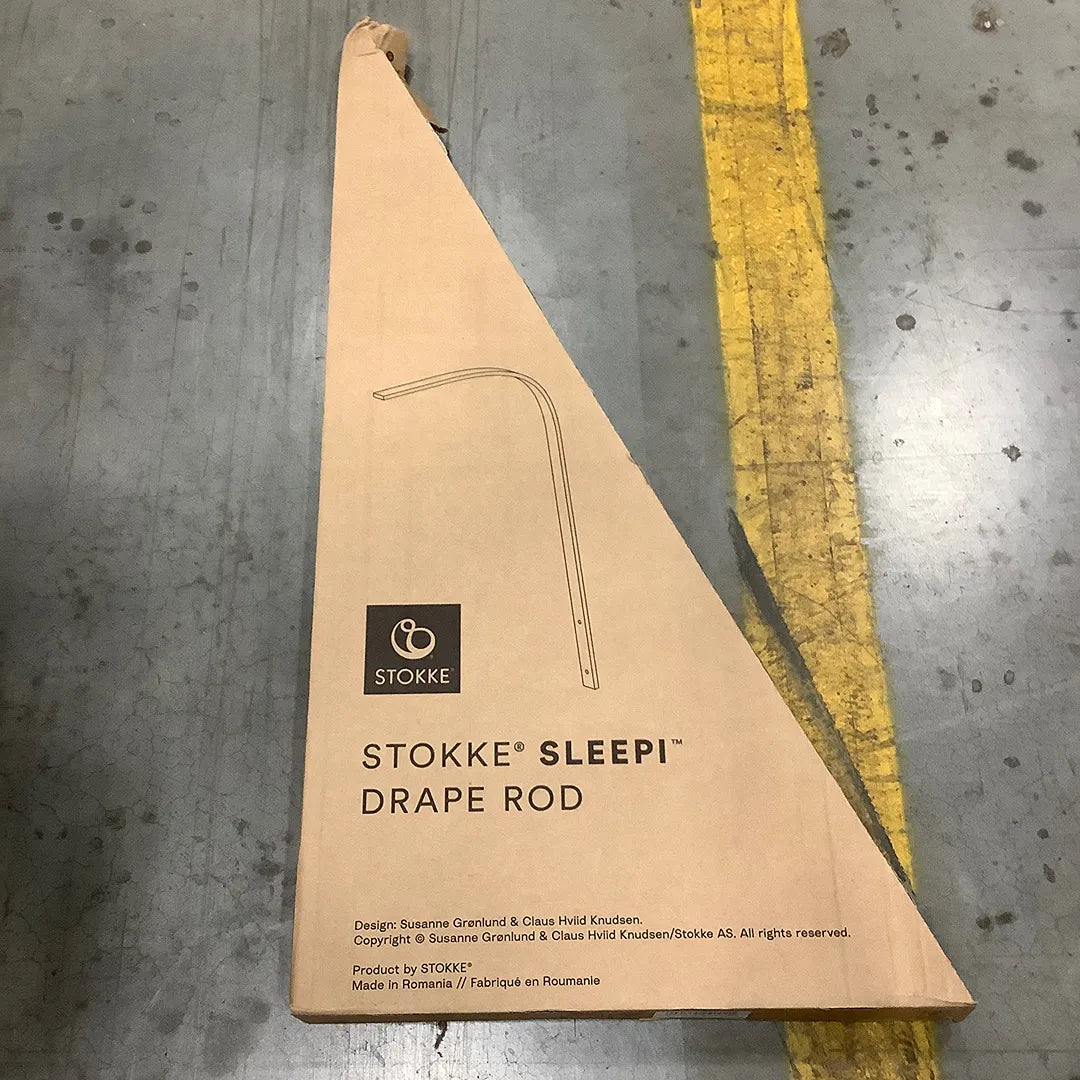 STOKKE
STOKKE® SLEEPI™
DRAPE ROD
Design: Susanne Grønlund & Claus Hviid Knudsen.
Copyright © Susanne Grønlund & Claus Hviid Knudsen/Stokke AS. All rights reserved.
Product by STOKKE®
Made in Romania // Fabriqué en Roumanie